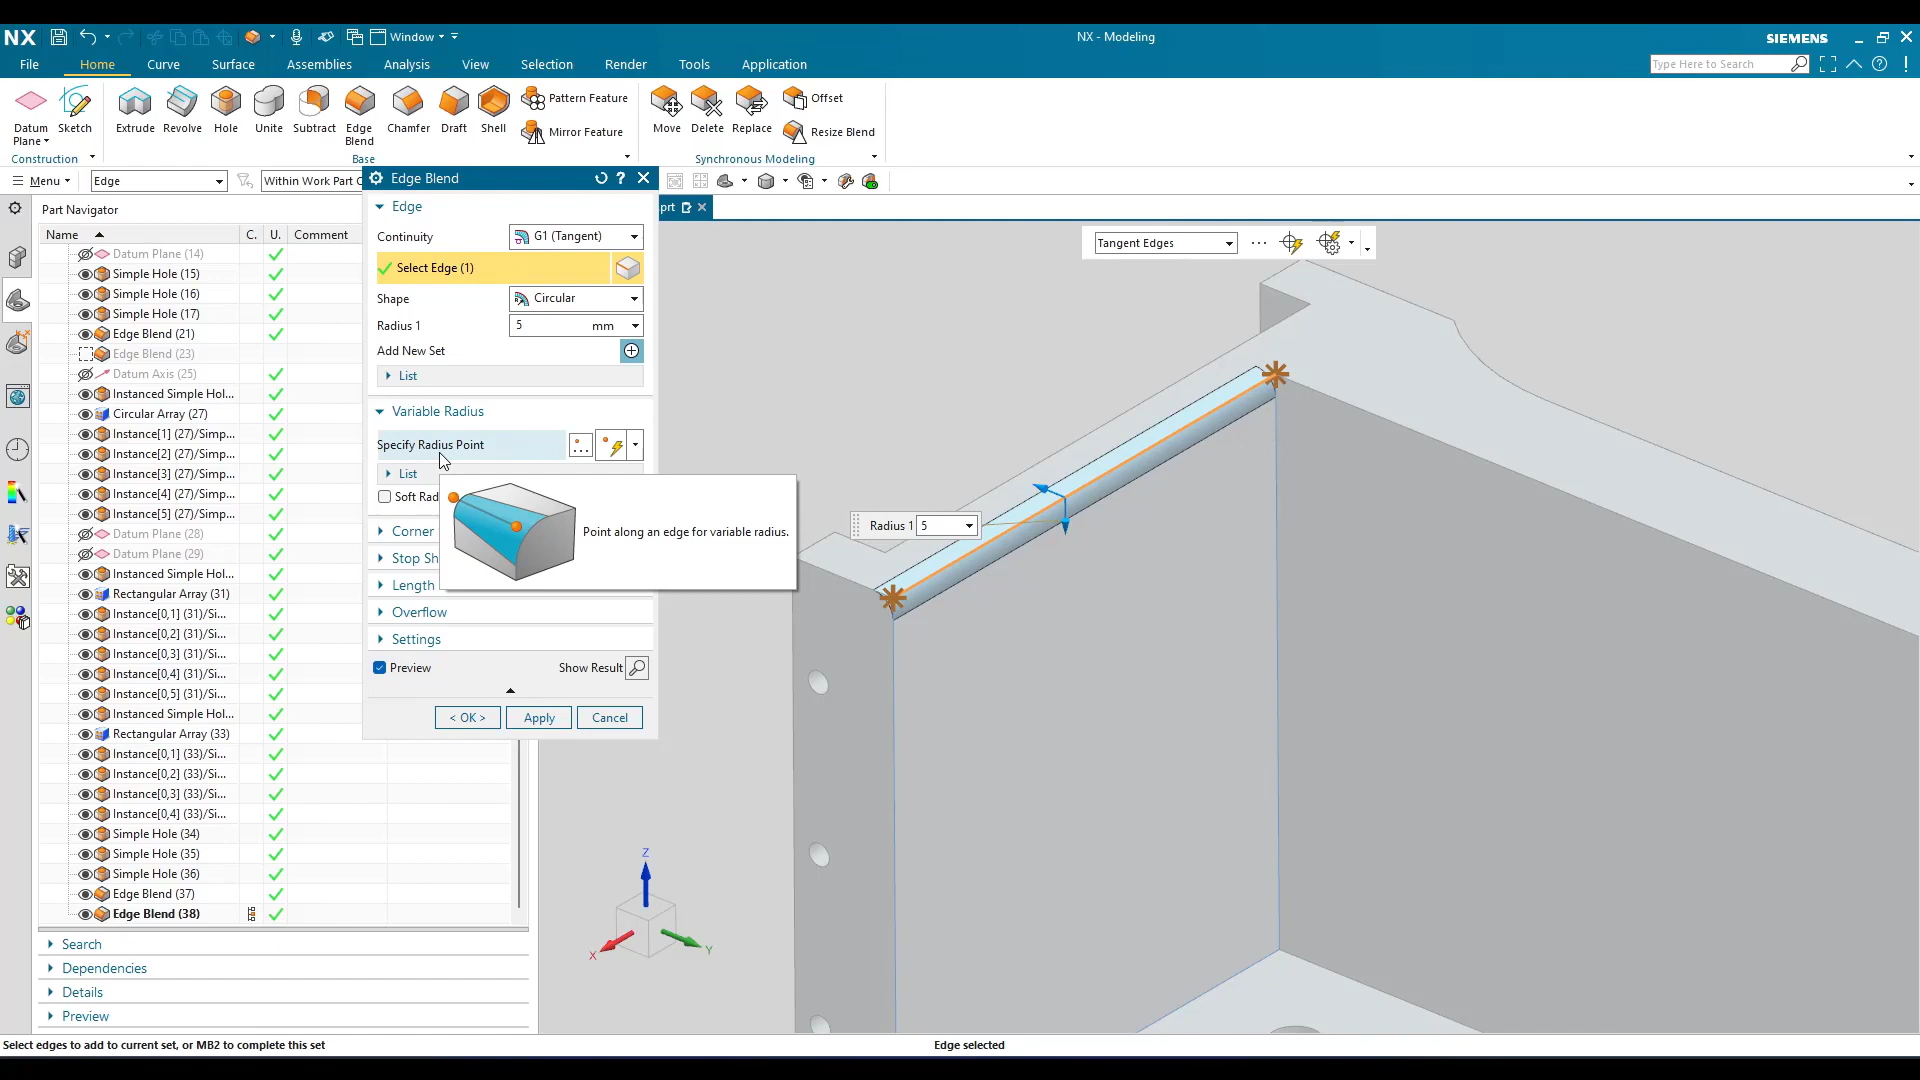 NX
Window
NX - Modeling
SIEMENS
File Home Curve Surface Assemblies Analysis View Selection Render Tools Application
Type Here to Search
Datum Plane
Sketch
Extrude
Revolve
Hole
Unite
Subtract
Edge Blend
Chamfer
Draft
Shell
Pattern Feature
Mirror Feature
Move
Delete
Replace
Offset
Resize Blend
Construction
Base
Synchronous Modeling
Menu
Edge
Within Work Part
Edge Blend
prt
Part Navigator
Name C. U. Comment
Datum Plane (14)
Simple Hole (15)
Simple Hole (16)
Simple Hole (17)
Edge Blend (21)
Edge Blend (23)
Datum Axis (25)
Instanced Simple Hol...
Circular Array (27)
Instance[1] (27)/Simp...
Instance[2] (27)/Simp...
Instance[3] (27)/Simp...
Instance[4] (27)/Simp...
Instance[5] (27)/Simp...
Datum Plane (28)
Datum Plane (29)
Instanced Simple Hol...
Rectangular Array (31)
Instance[0,1] (31)/Si...
Instance[0,2] (31)/Si...
Instance[0,3] (31)/Si...
Instance[0,4] (31)/Si...
Instance[0,5] (31)/Si...
Instanced Simple Hol...
Rectangular Array (33)
Instance[0,1] (33)/Si...
Instance[0,2] (33)/Si...
Instance[0,3] (33)/Si...
Instance[0,4] (33)/Si...
Simple Hole (34)
Simple Hole (35)
Simple Hole (36)
Edge Blend (37)
Edge Blend (38)
Search
Dependencies
Details
Preview
Edge
Continuity G1 (Tangent)
Select Edge (1)
Shape Circular
Radius 1 5 mm
Add New Set
List
Variable Radius
Specify Radius Point
List
Soft Rad
Corner
Stop Sh
Length
Overflow
Settings
Preview Show Result
< OK > Apply Cancel
Point along an edge for variable radius.
Tangent Edges
Radius 1 5
Z
X
Y
Select edges to add to current set, or MB2 to complete this set
Edge selected